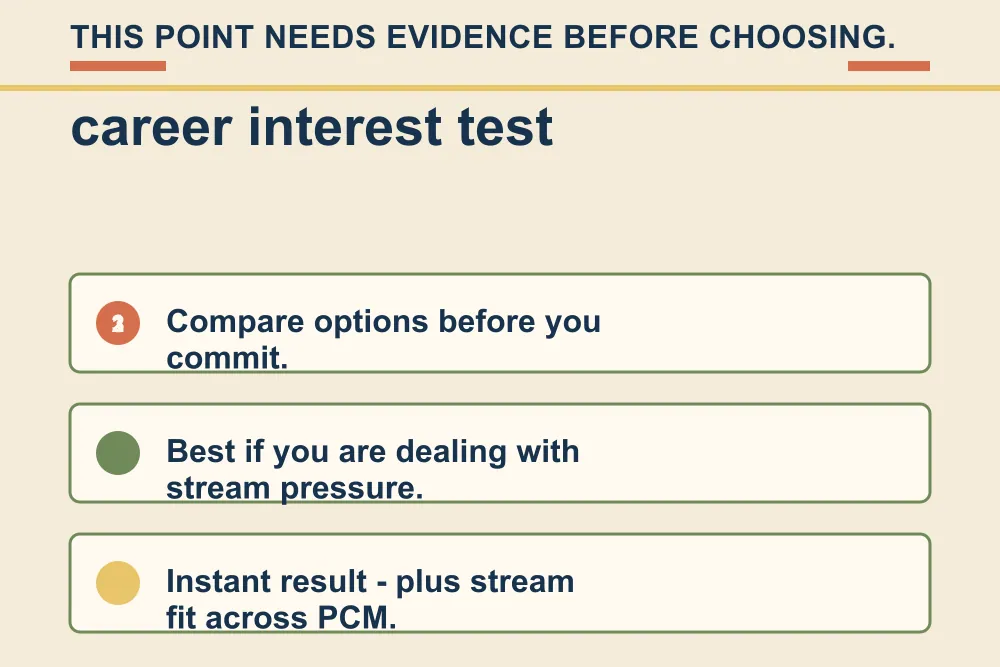 THIS POINT NEEDS EVIDENCE BEFORE CHOOSING.
career interest test
Compare options before you
commit.
Best if you are dealing with
stream pressure.
Instant result - plus stream
fit across PCM.